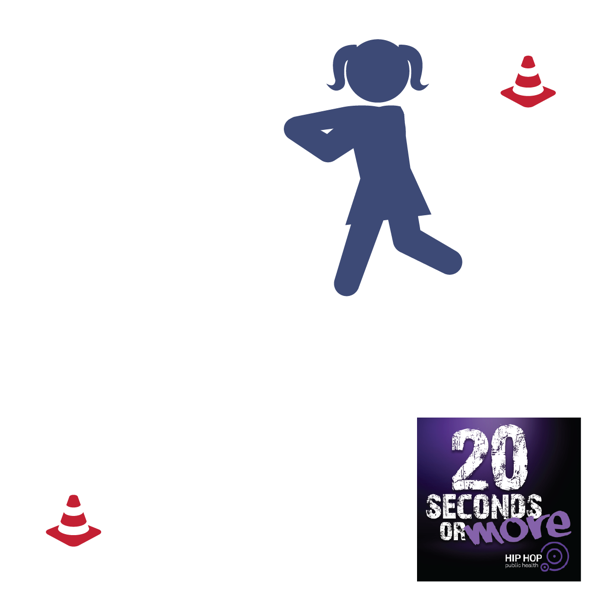 20
SECONDS
OR more
HIP HOP
public health